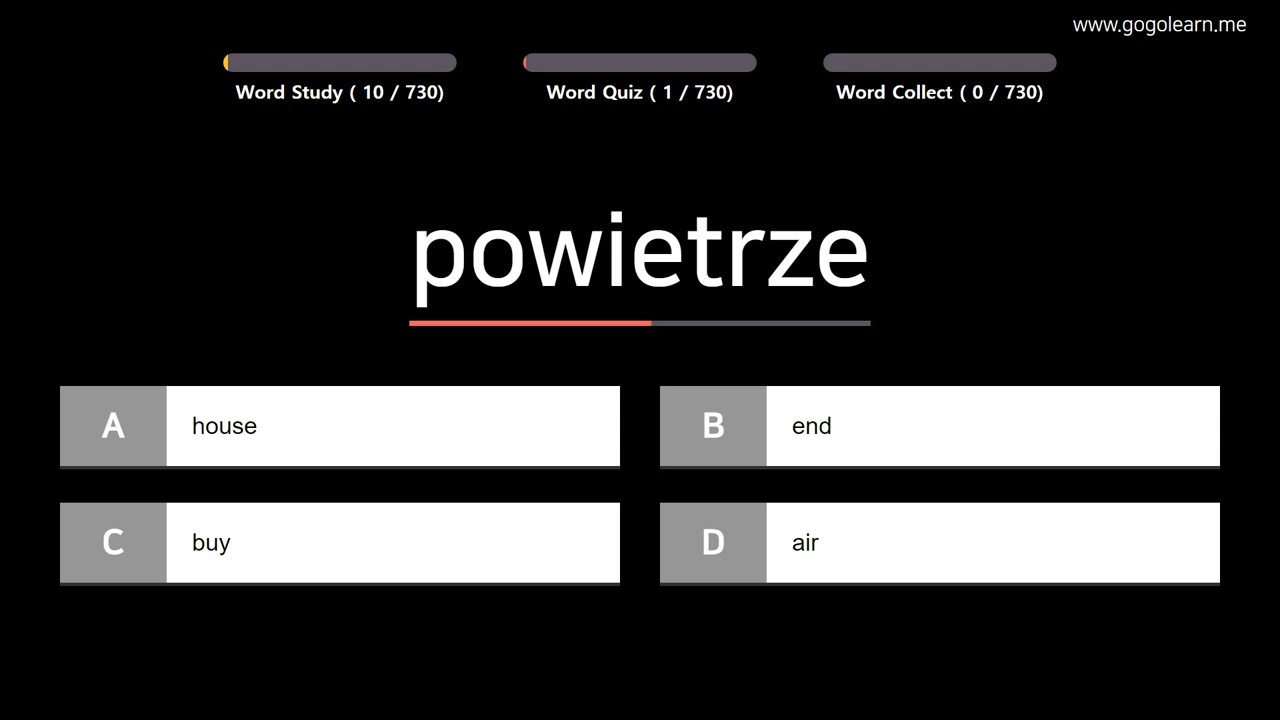 www.gogolearn.me
Word Study ( 10 / 730)
Word Quiz ( 1 / 730)
Word Collect ( 0 / 730)
powietrze
A house
B end
C buy
D air